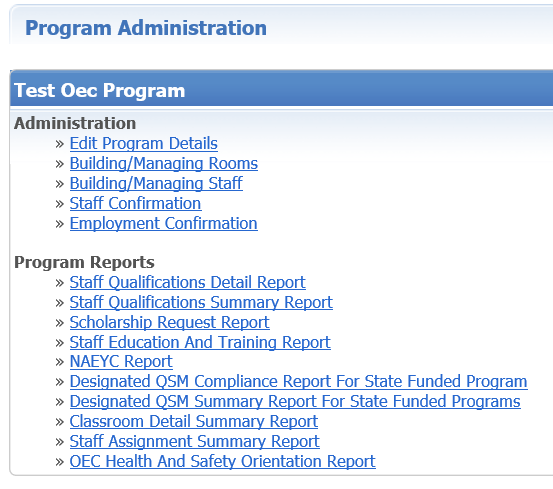 Program Administration
Test Oec Program
Administration
» Edit Program Details
» Building/Managing Rooms
» Building/Managing Staff
» Staff Confirmation
» Employment Confirmation
Program Reports
» Staff Qualifications Detail Report
» Staff Qualifications Summary Report
» Scholarship Request Report
» Staff Education And Training Report
» NAEYC Report
» Designated QSM Compliance Report For State Funded Program
» Designated QSM Summary Report For State Funded Programs
» Classroom Detail Summary Report
» Staff Assignment Summary Report
» OEC Health And Safety Orientation Report